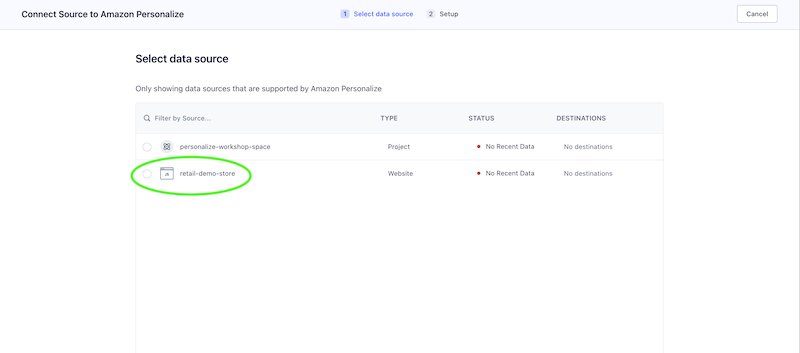 Connect Source to Amazon Personalize 1 Select data source 2 Setup Cancel
Select data source
Only showing data sources that are supported by Amazon Personalize
Filter by Source... TYPE STATUS DESTINATIONS
personalize-workshop-space Project No Recent Data No destinations
retail-demo-store Website No Recent Data No destinations